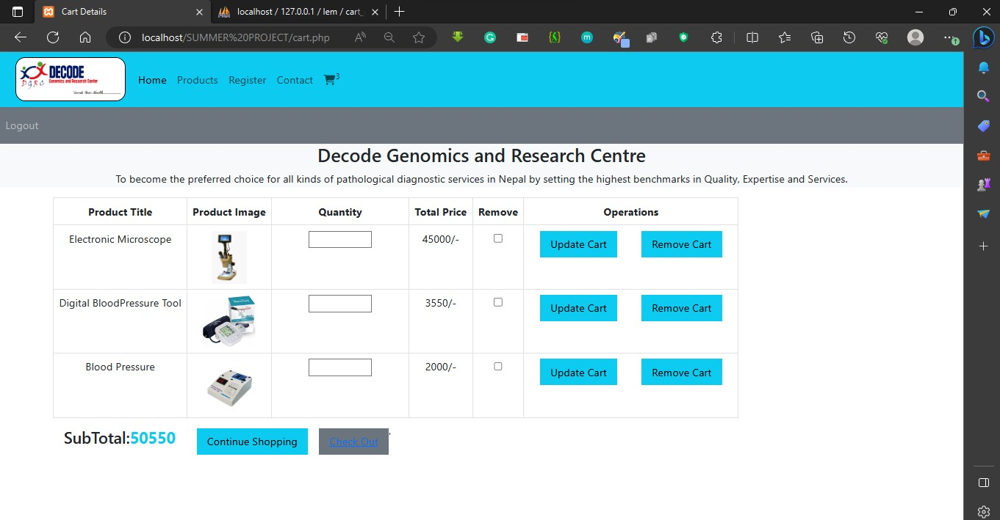 Cart Details
localhost / 127.0.0.1 / lem / cart_
localhost/SUMMER%20PROJECT/cart.php
DECODE
Genomics and Research Center
DgRc
Home Products Register Contact 3
Logout
Decode Genomics and Research Centre
To become the preferred choice for all kinds of pathological diagnostic services in Nepal by setting the highest benchmarks in Quality, Expertise and Services.
Product Title Product Image Quantity Total Price Remove Operations
Electronic Microscope 45000/- Update Cart Remove Cart
Digital BloodPressure Tool 3550/- Update Cart Remove Cart
Blood Pressure 2000/- Update Cart Remove Cart
SubTotal:50550 Continue Shopping Check Out '